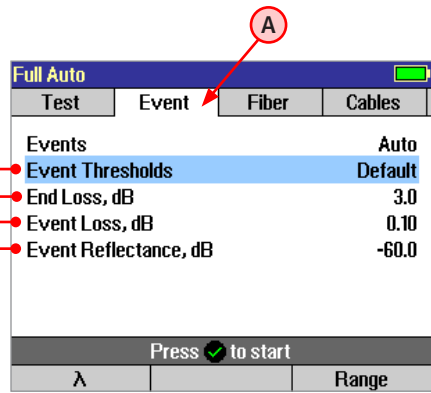 A
Full Auto
Test Event Fiber Cables
Events Auto
Event Thresholds Default
End Loss, dB 3.0
Event Loss, dB 0.10
Event Reflectance, dB -60.0
Press to start
λ Range